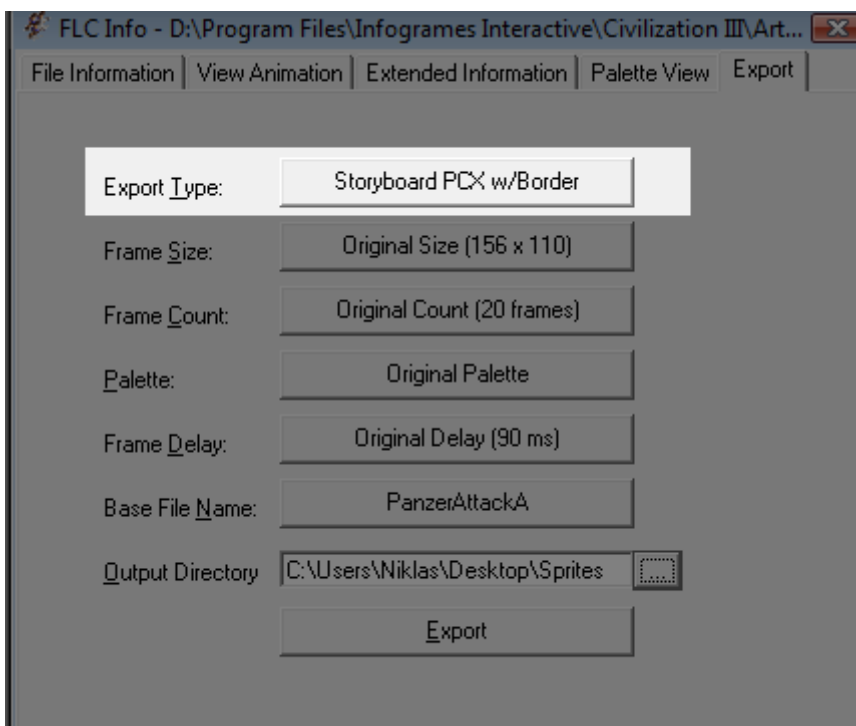 FLC Info - D:\Program Files\Infogrames Interactive\Civilization III\Art...
File Information View Animation Extended Information Palette View Export
Export Type: Storyboard PCX w/Border
Frame Size: Original Size (156 x 110)
Frame Count: Original Count (20 frames)
Palette: Original Palette
Frame Delay: Original Delay (90 ms)
Base File Name: PanzerAttackA
Output Directory C:\Users\Niklas\Desktop\Sprites ...
Export